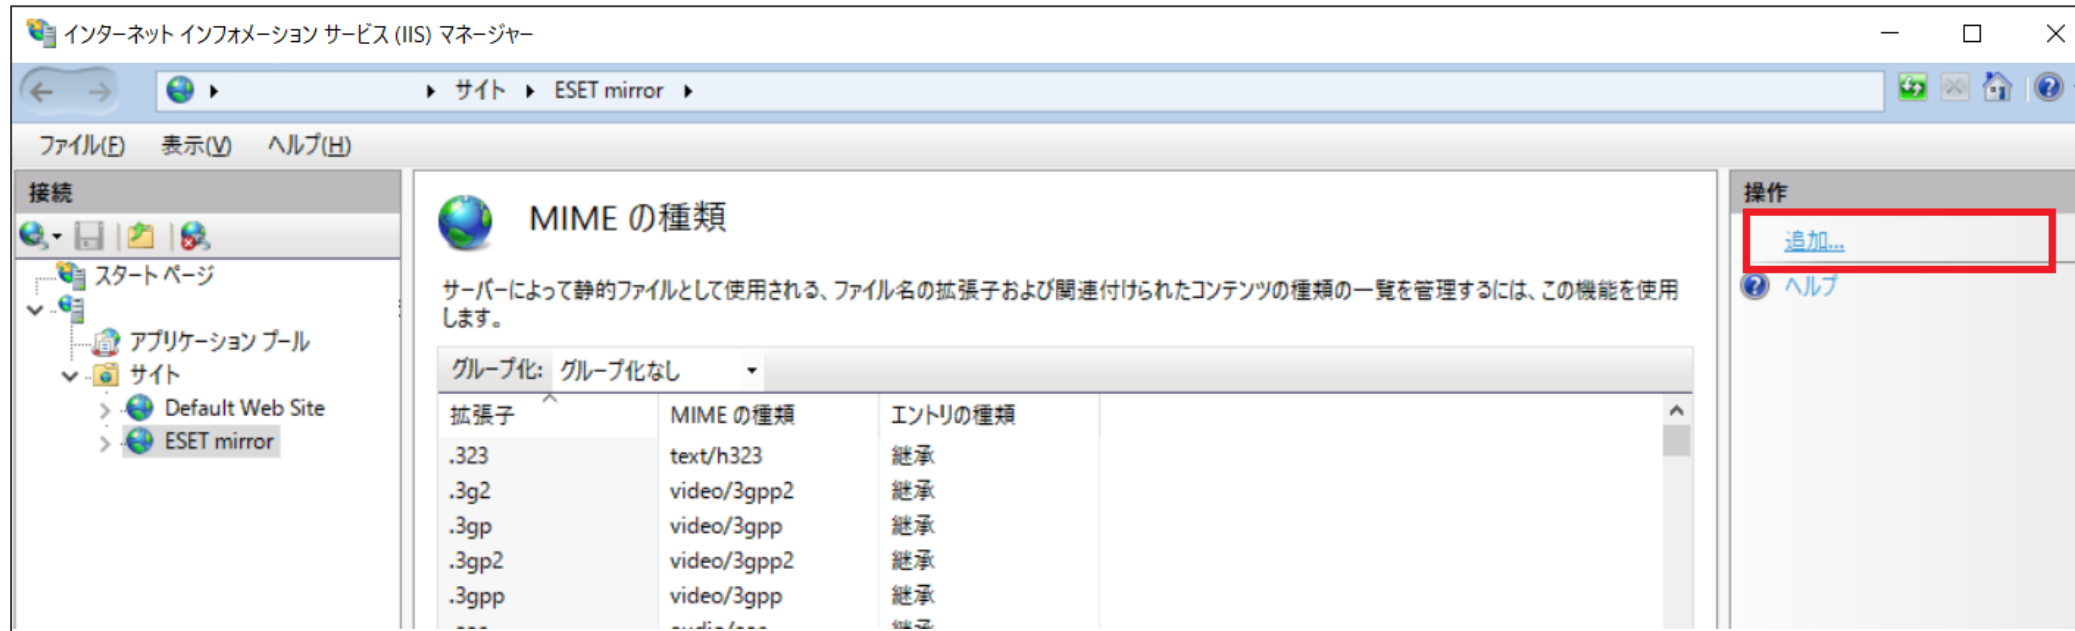 インターネット インフォメーション サービス (IIS) マネージャー
サイト ESET mirror
ファイル(F) 表示(V) ヘルプ(H)
接続
スタート ページ
アプリケーション プール
サイト
Default Web Site
ESET mirror
MIME の種類
サーバーによって静的ファイルとして使用される、ファイル名の拡張子および関連付けられたコンテンツの種類の一覧を管理するには、この機能を使用
します。
グループ化: グループ化なし
拡張子 MIME の種類 エントリの種類
.323 text/h323 継承
.3g2 video/3gpp2 継承
.3gp video/3gpp 継承
.3gp2 video/3gpp2 継承
.3gpp video/3gpp 継承
操作
追加...
ヘルプ